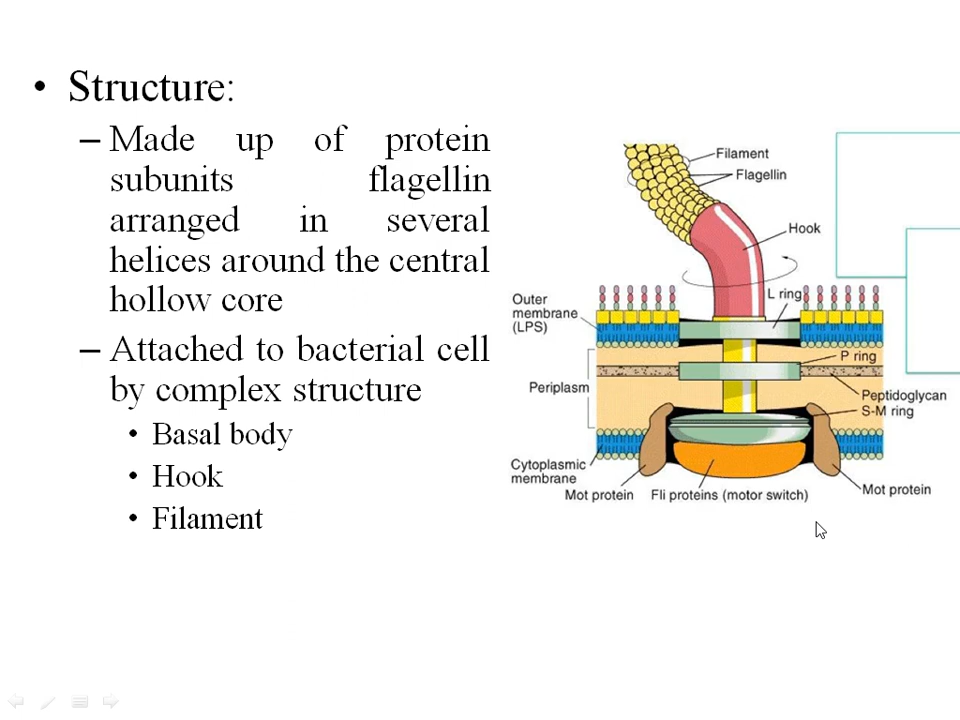 • Structure:
– Made up of protein
subunits flagellin
arranged in several
helices around the central
hollow core
– Attached to bacterial cell
by complex structure
• Basal body
• Hook
• Filament
Filament
Flagellin
Hook
L ring
Outer
membrane
(LPS)
P ring
Periplasm
Peptidoglycan
S-M ring
Cytoplasmic
membrane
Mot protein
Fli proteins (motor switch)
Mot protein